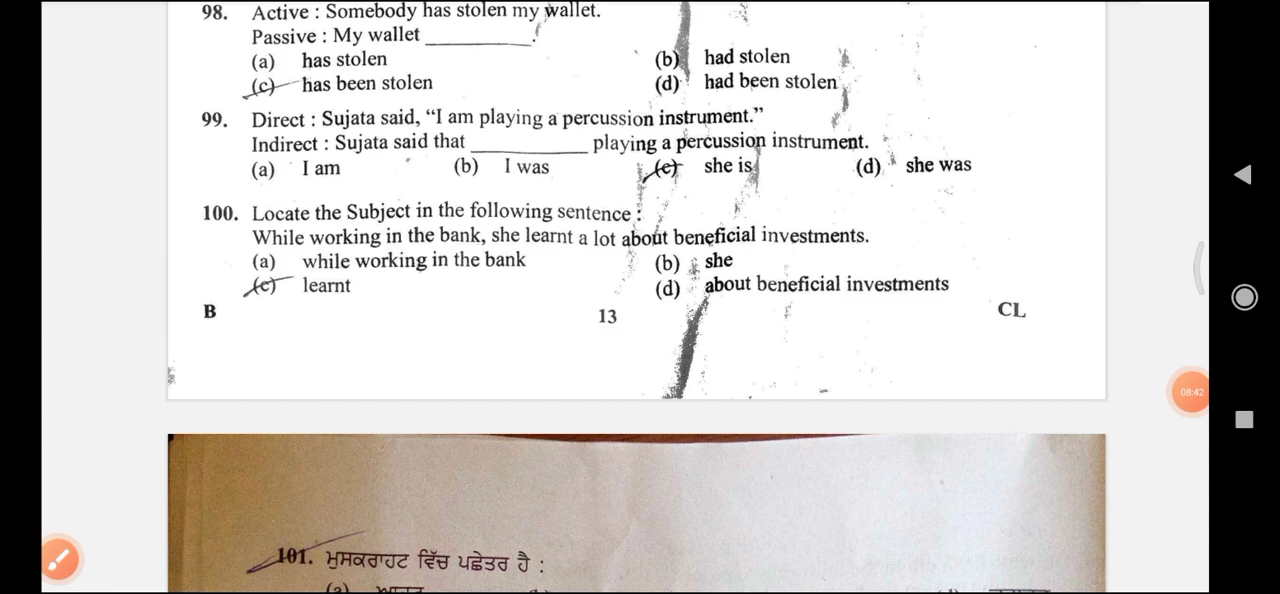 98. Active : Somebody has stolen my wallet.
Passive : My wallet ____________.
(a) has stolen (b) had stolen
(c) has been stolen (d) had been stolen
99. Direct : Sujata said, “I am playing a percussion instrument.”
Indirect : Sujata said that ____________ playing a percussion instrument.
(a) I am (b) I was (c) she is (d) she was
100. Locate the Subject in the following sentence :
While working in the bank, she learnt a lot about beneficial investments.
(a) while working in the bank (b) she
(c) learnt (d) about beneficial investments
B 13 CL
08:42
101. ਮੁਸਕਰਾਹਟ ਵਿੱਚ ਪਛੇਤਰ ਹੈ :